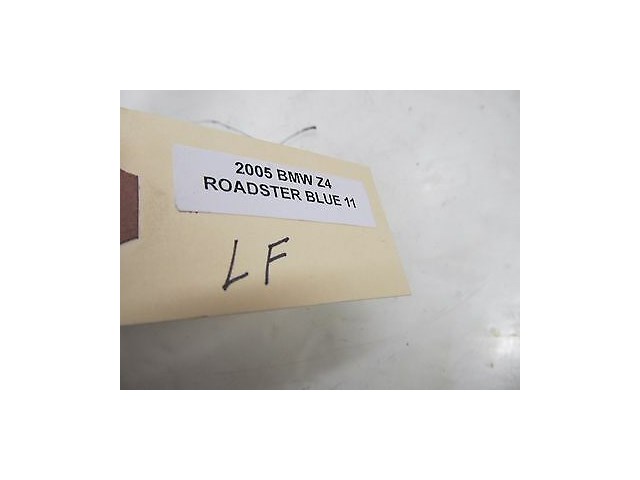 2005 BMW Z4
ROADSTER BLUE 11
LF